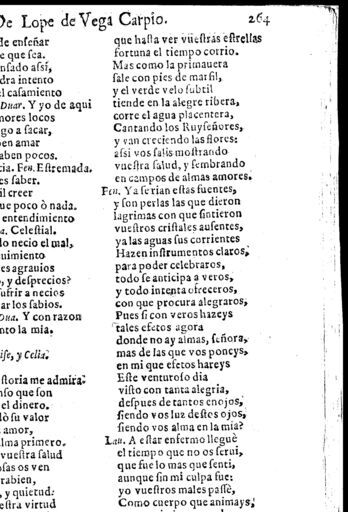 De Lope de Vega Carpio. 264
de enseñar
e que sea.
nsado assi,
dra intento
el casamiento
Duar. Y yo de aqui
mores locos
go a sacar,
en amar
aben pocos.
cia. Fen. Estremada.
es saber.
il creer
ue poco ò nada.
entendimiento
a. Celestial.
lo necio el mal,
uimiento
es agrauios
, y desprecios?
sufrir a necios
ar los sabios.
Dua. Y con razon
nto la mia.
ise, y Celia.
storia me admira.
nso que son
el dinero.
lò su valor
amor,
lma primero.
vuestra salud
osas os ven
rabien,
, y quietud:
estra virtud
que hasta ver vuestras estrellas
fortuna el tiempo corrio.
Mas como la primauera
sale con pies de marfil,
y el verde velo subtil
tiende en la alegre ribera,
corre el agua placentera,
Cantando los Ruyseñores,
y van creciendo las flores:
assi vos salis mostrando
vuestra salud, y sembrando
en campos de almas amores.
Fen. Ya serian estas fuentes,
y son perlas las que dieron
lagrimas con que sintieron
vuestros cristales ausentes,
ya las aguas sus corrientes
Hazen instrumentos claros,
para poder celebraros,
todo se anticipa a veros,
y todo intenta ofreceros,
con que procura alegraros,
Pues si con veros hazeys
tales efetos agora
donde no ay almas, señora,
mas de las que vos poneys,
en mi que efetos hareys
Este venturoso dia
visto con tanta alegria,
despues de tantos enojos,
siendo vos luz destes ojos,
siendo vos alma en la mia?
Lau. A estar enfermo lleguè
el tiempo que no os serui,
que fue lo mas que senti,
aunque sin mi culpa fue:
yo vuestros males passè,
Como cuerpo que animays,